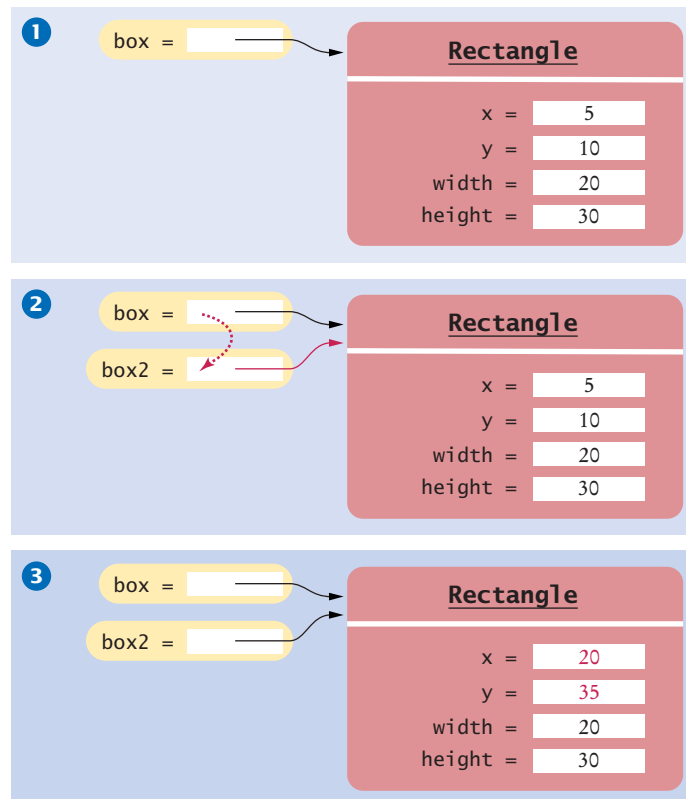 1
box =
Rectangle
x = 5
y = 10
width = 20
height = 30
2
box =
Rectangle
box2 =
x = 5
y = 10
width = 20
height = 30
3
box =
Rectangle
box2 =
x = 20
y = 35
width = 20
height = 30